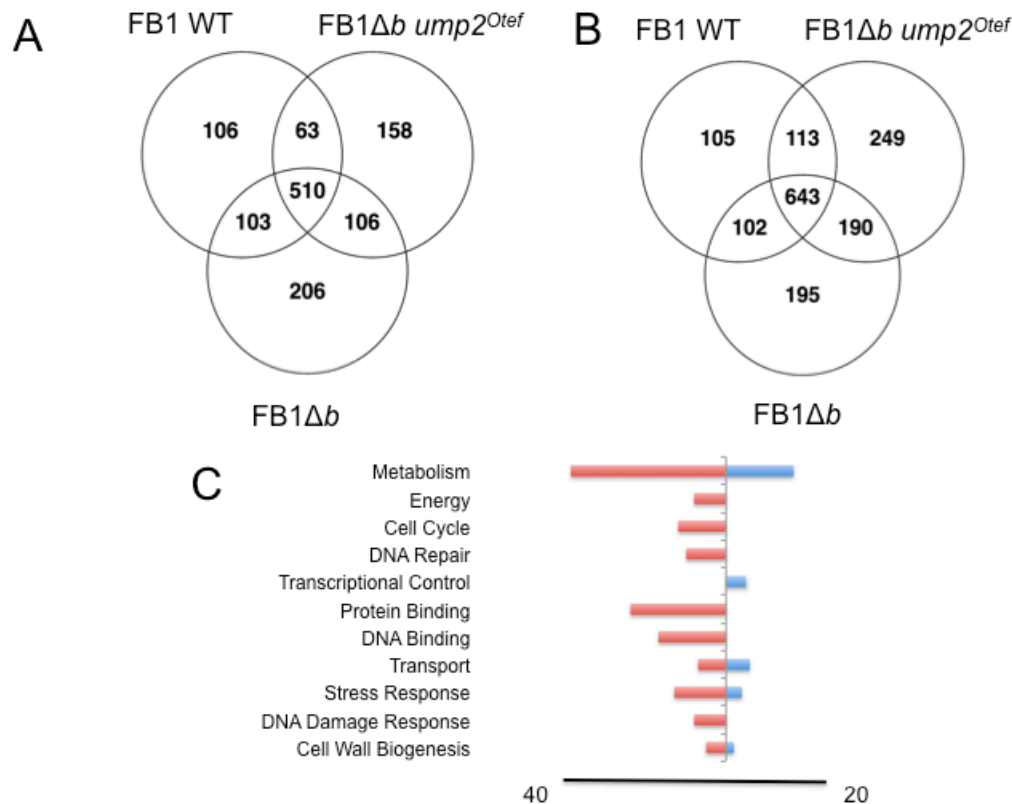 A
FB1 WT
FB1Δb ump2Otef
106
63
158
510
103
106
206
FB1Δb
B
FB1 WT
FB1Δb ump2Otef
105
113
249
643
102
190
195
FB1Δb
C
Metabolism
Energy
Cell Cycle
DNA Repair
Transcriptional Control
Protein Binding
DNA Binding
Transport
Stress Response
DNA Damage Response
Cell Wall Biogenesis
40
20